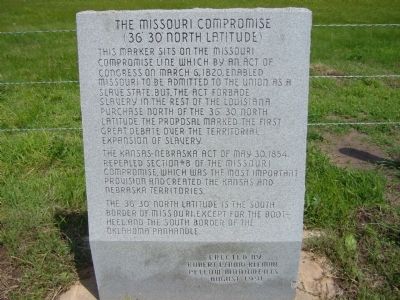 THE MISSOURI COMPROMISE
(36° 30' NORTH LATITUDE)
THIS MARKER SITS ON THE MISSOURI
COMPROMISE LINE WHICH BY AN ACT OF
CONGRESS ON MARCH 6, 1820, ENABLED
MISSOURI TO BE ADMITTED TO THE UNION AS A
SLAVE STATE. BUT, THE ACT FORBADE
SLAVERY IN THE REST OF THE LOUISIANA
PURCHASE NORTH OF THE 36° 30' NORTH
LATITUDE THE PROPOSAL MARKED THE FIRST
GREAT DEBATE OVER THE TERRITORIAL
EXPANSION OF SLAVERY
THE KANSAS-NEBRASKA ACT OF MAY 30, 1854,
REPEALED SECTION #8 OF THE MISSOURI
COMPROMISE, WHICH WAS THE MOST IMPORTANT
PROVISION AND CREATED THE KANSAS AND
NEBRASKA TERRITORIES.
THE 36° 30' NORTH LATITUDE IS THE SOUTH
BORDER OF MISSOURI, EXCEPT FOR THE BOOT-
HEEL AND THE SOUTH BORDER OF THE
OKLAHOMA PANHANDLE.
ERECTED BY
ROBERT
MONUMENTS
AUGUST 1991